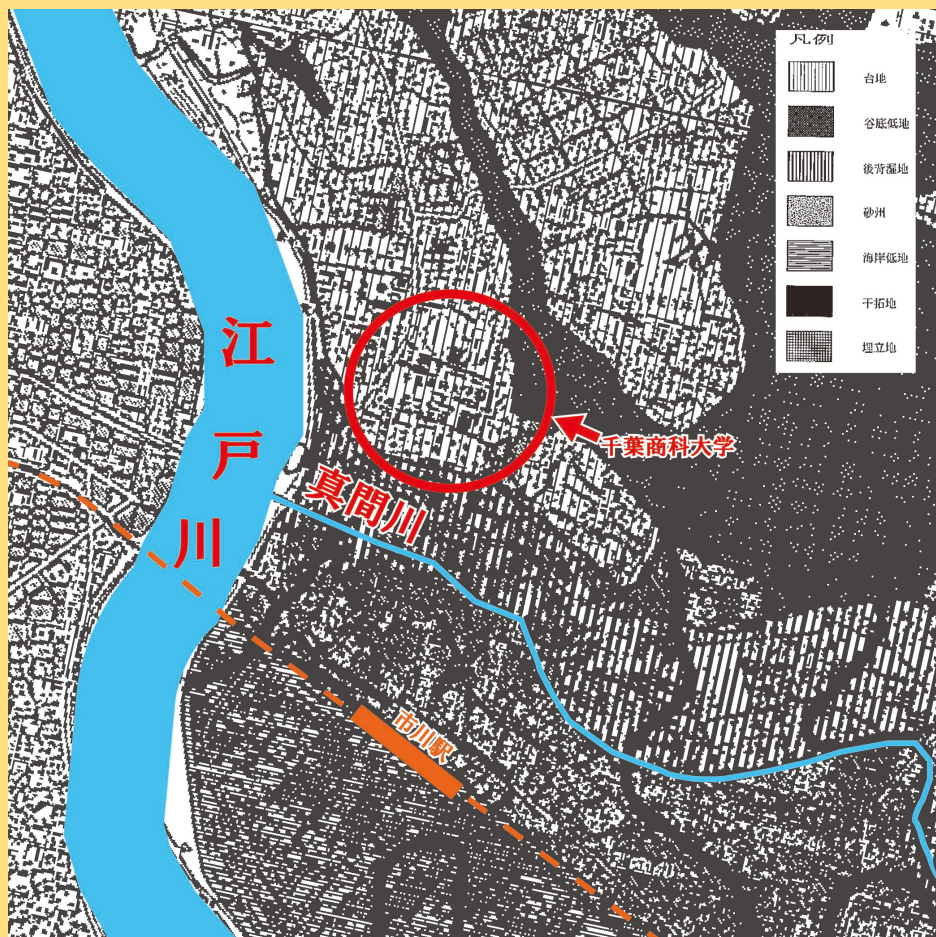 凡例
台地
谷底低地
後背湿地
砂州
海岸低地
干拓地
埋立地
江戸川
千葉商科大学
真間川
市川駅